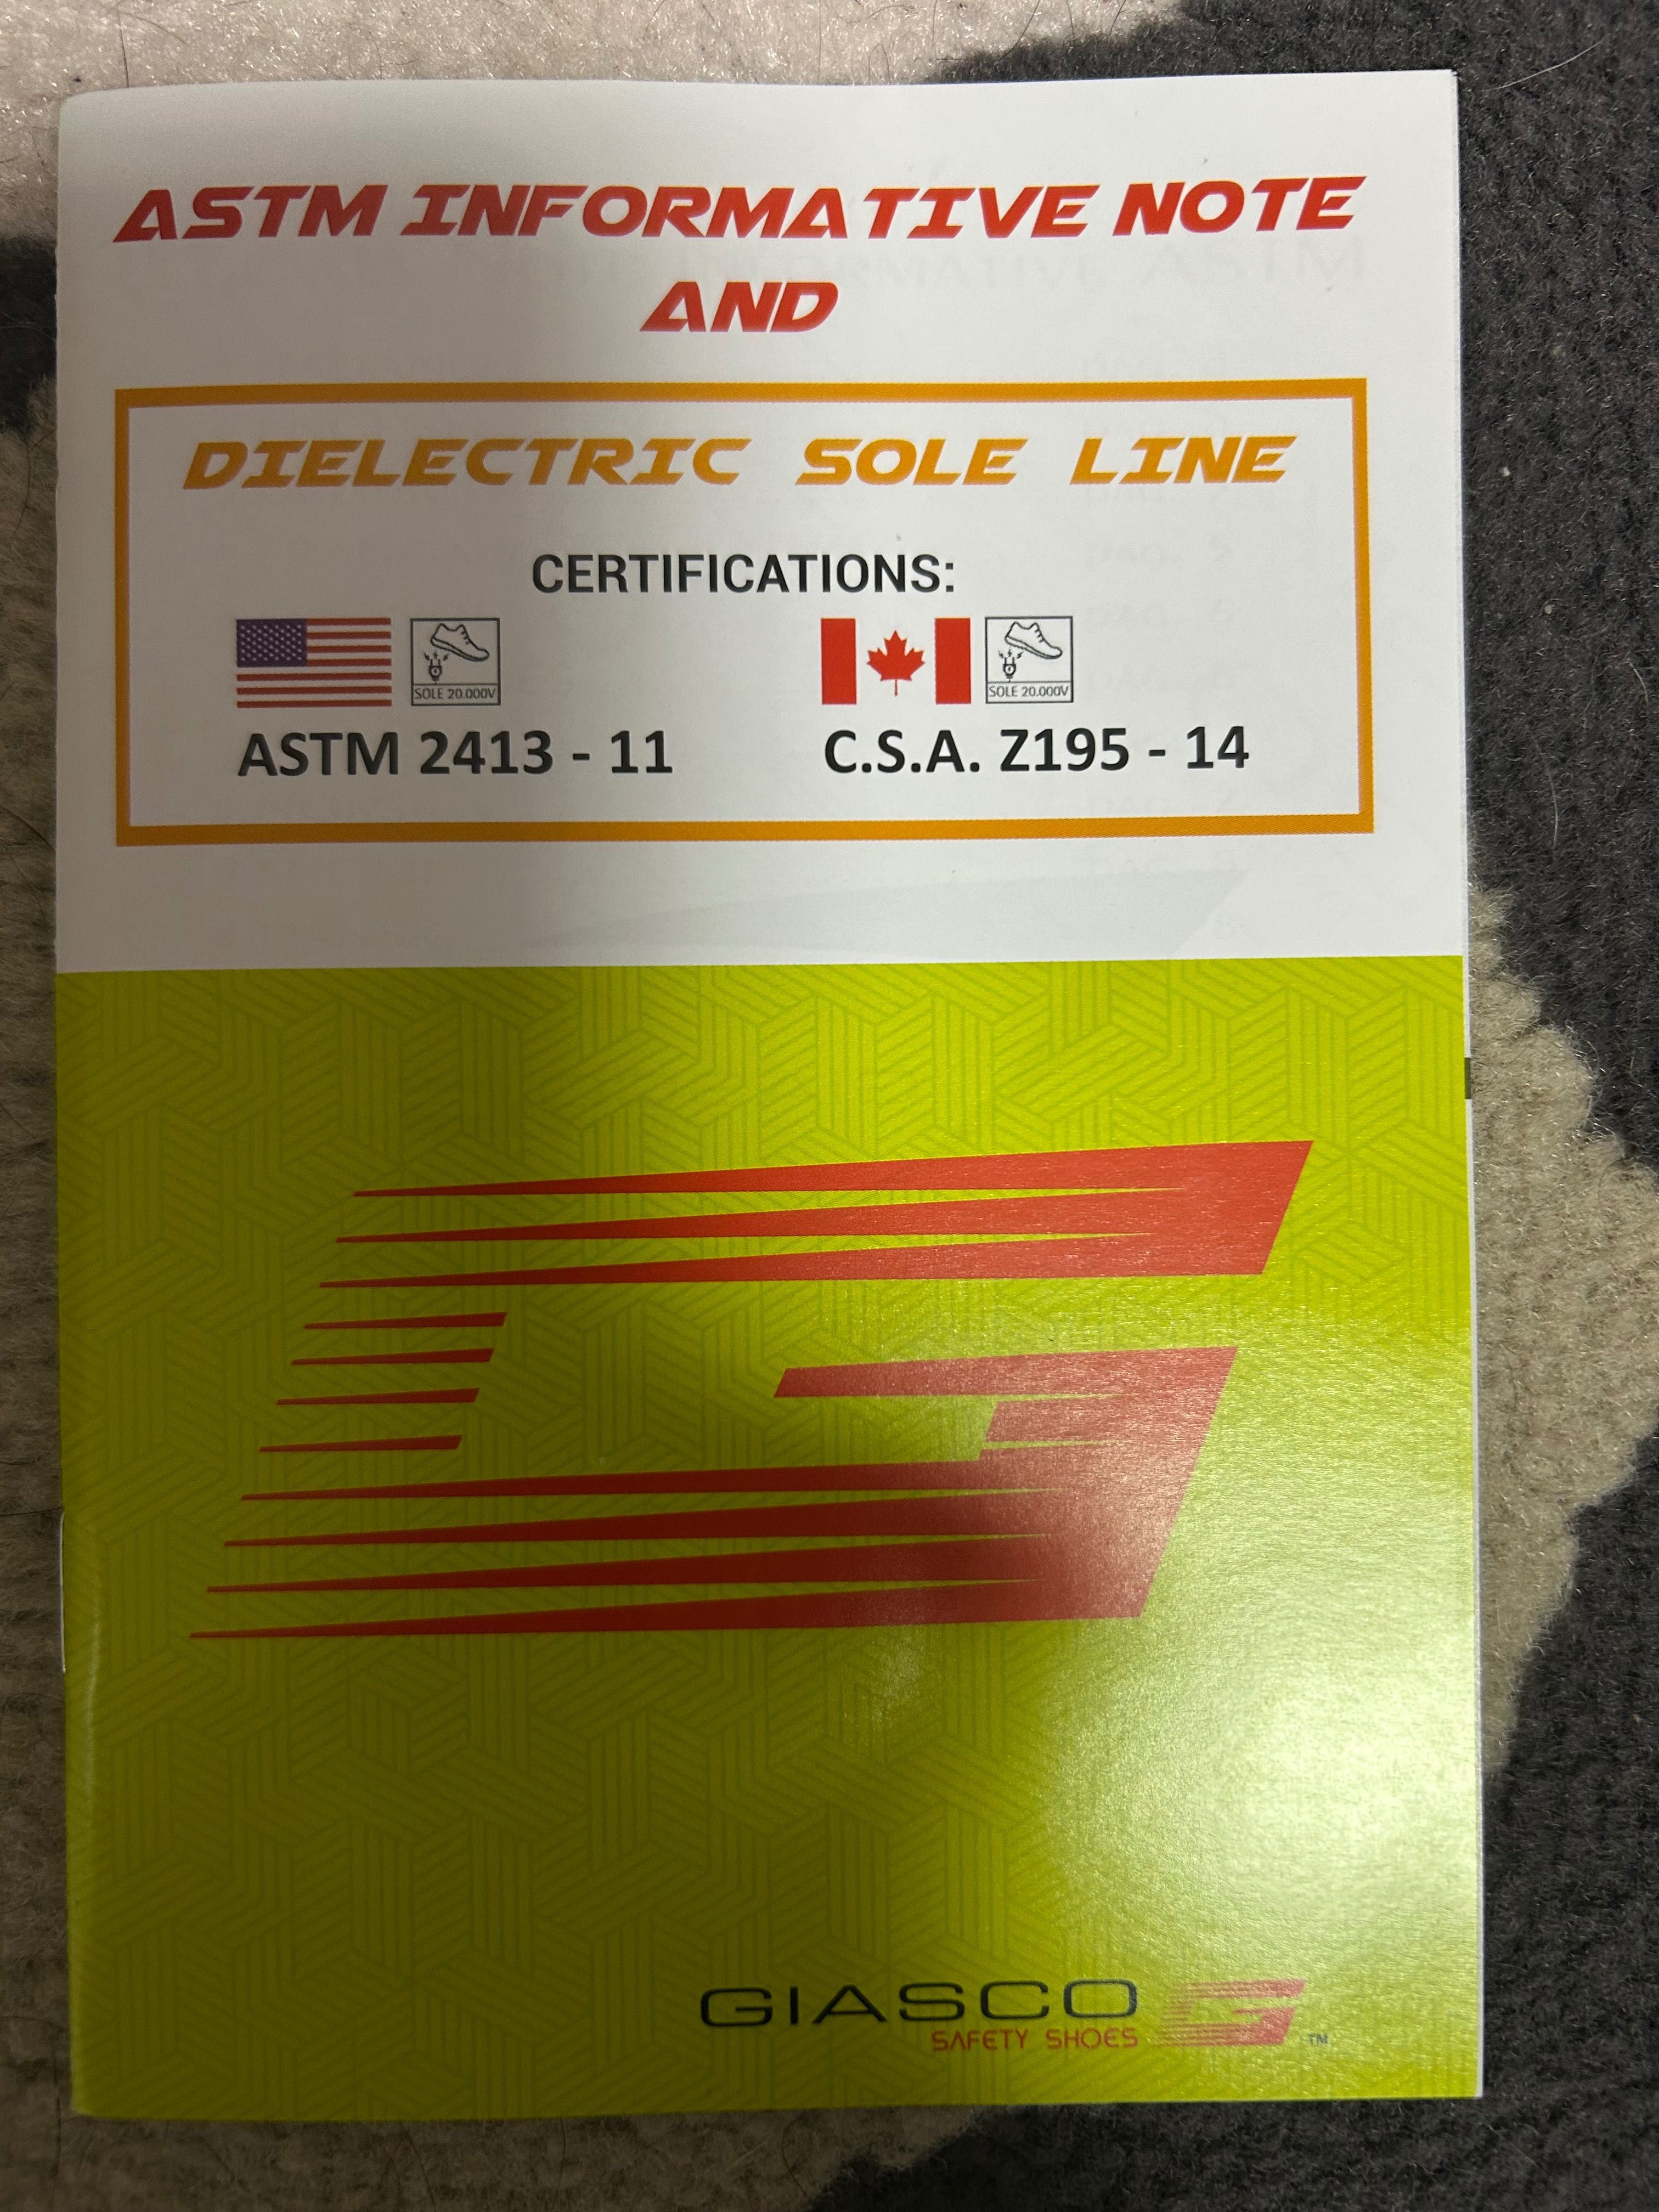 ASTM INFORMATIVE NOTE
AND
DIELECTRIC SOLE LINE
CERTIFICATIONS:
SOLE 20.000V
SOLE 20.000V
ASTM 2413 - 11
C.S.A. Z195 - 14
GIASCO
SAFETY SHOES
TM